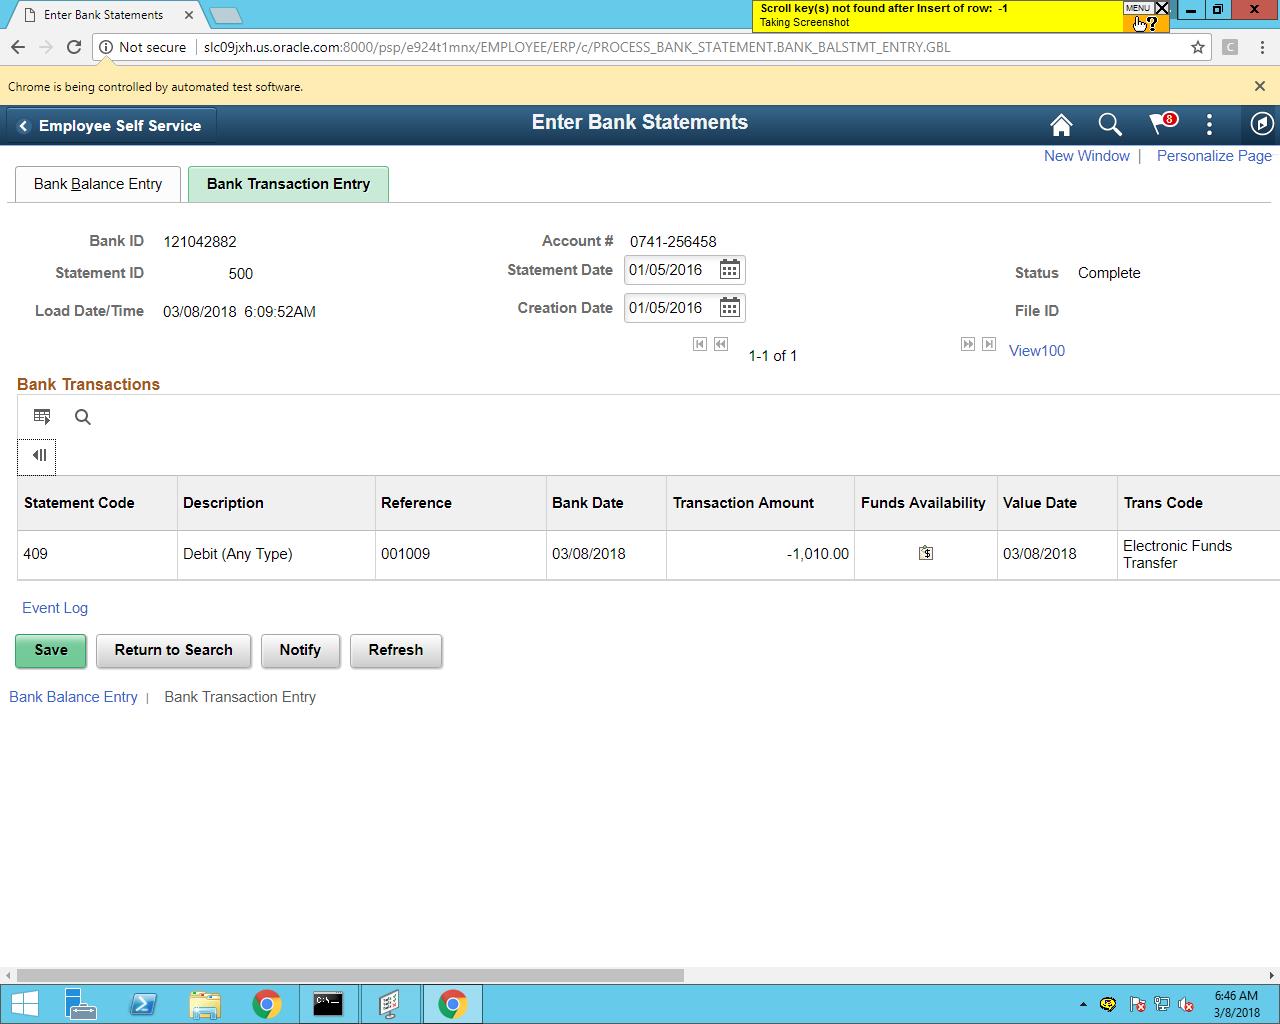 Enter Bank Statements
Scroll key(s) not found after Insert of row: -1
Taking Screenshot
MENU
Not secure
slc09jxh.us.oracle.com:8000/psp/e924t1mnx/EMPLOYEE/ERP/c/PROCESS_BANK_STATEMENT.BANK_BALSTMT_ENTRY.GBL
C
Chrome is being controlled by automated test software.
Employee Self Service
Enter Bank Statements
8
New Window | Personalize Page
Bank Balance Entry
Bank Transaction Entry
Bank ID 121042882 Account # 0741-256458
Statement ID 500 Statement Date 01/05/2016 Status Complete
Load Date/Time 03/08/2018 6:09:52AM Creation Date 01/05/2016 File ID
1-1 of 1 View100
Bank Transactions
Statement Code Description Reference Bank Date Transaction Amount Funds Availability Value Date Trans Code
409 Debit (Any Type) 001009 03/08/2018 -1,010.00 $ 03/08/2018 Electronic Funds
Transfer
Event Log
Save Return to Search Notify Refresh
Bank Balance Entry | Bank Transaction Entry
C:\
6:46 AM
3/8/2018